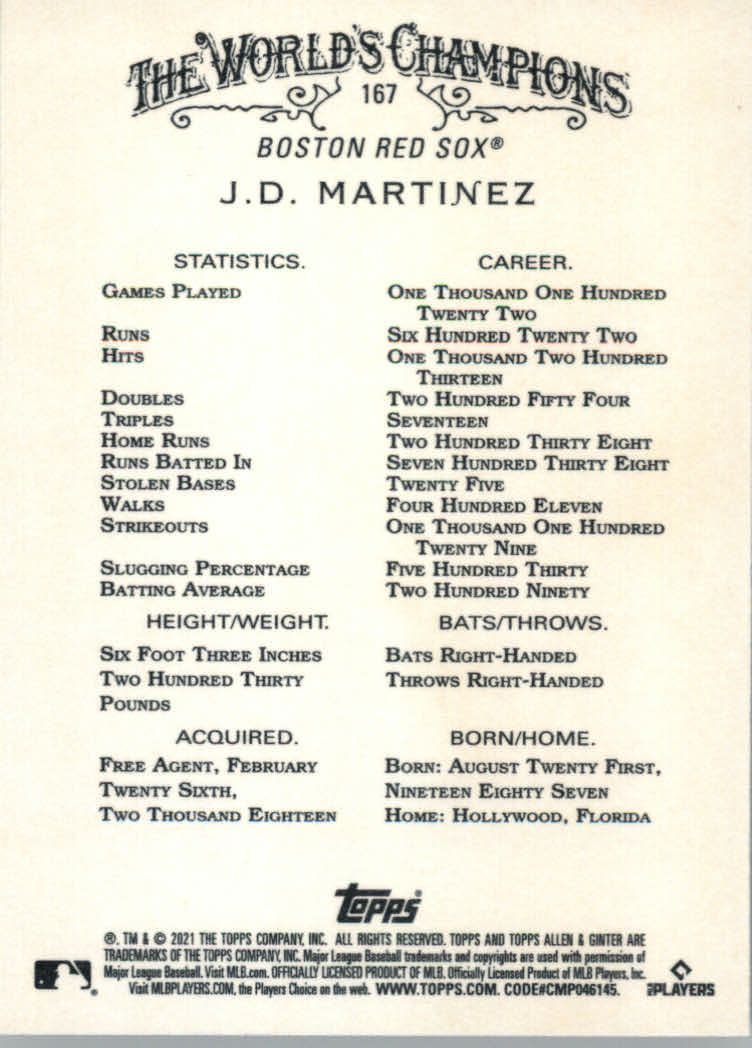 THE WORLD'S CHAMPIONS
167
BOSTON RED SOX®
J.D. MARTINEZ
STATISTICS. CAREER.
GAMES PLAYED ONE THOUSAND ONE HUNDRED
TWENTY TWO
RUNS SIX HUNDRED TWENTY TWO
HITS ONE THOUSAND TWO HUNDRED
THIRTEEN
DOUBLES TWO HUNDRED FIFTY FOUR
TRIPLES SEVENTEEN
HOME RUNS TWO HUNDRED THIRTY EIGHT
RUNS BATTED IN SEVEN HUNDRED THIRTY EIGHT
STOLEN BASES TWENTY FIVE
WALKS FOUR HUNDRED ELEVEN
STRIKEOUTS ONE THOUSAND ONE HUNDRED
TWENTY NINE
SLUGGING PERCENTAGE FIVE HUNDRED THIRTY
BATTING AVERAGE TWO HUNDRED NINETY
HEIGHT/WEIGHT. BATS/THROWS.
SIX FOOT THREE INCHES BATS RIGHT-HANDED
TWO HUNDRED THIRTY THROWS RIGHT-HANDED
POUNDS
ACQUIRED. BORN/HOME.
FREE AGENT, FEBRUARY BORN: AUGUST TWENTY FIRST,
TWENTY SIXTH, NINETEEN EIGHTY SEVEN
TWO THOUSAND EIGHTEEN HOME: HOLLYWOOD, FLORIDA
topps®
®, TM & © 2021 THE TOPPS COMPANY, INC. ALL RIGHTS RESERVED. TOPPS AND TOPPS ALLEN & GINTER ARE
TRADEMARKS OF THE TOPPS COMPANY, INC. Major League Baseball trademarks and copyrights are used with permission of
Major League Baseball. Visit MLB.com. OFFICIALLY LICENSED PRODUCT OF MLB. Officially Licensed Product of MLB Players, Inc.
Visit MLBPLAYERS.COM, the Players Choice on the web. WWW.TOPPS.COM. CODE#CMP046145.
MLB PLAYERS